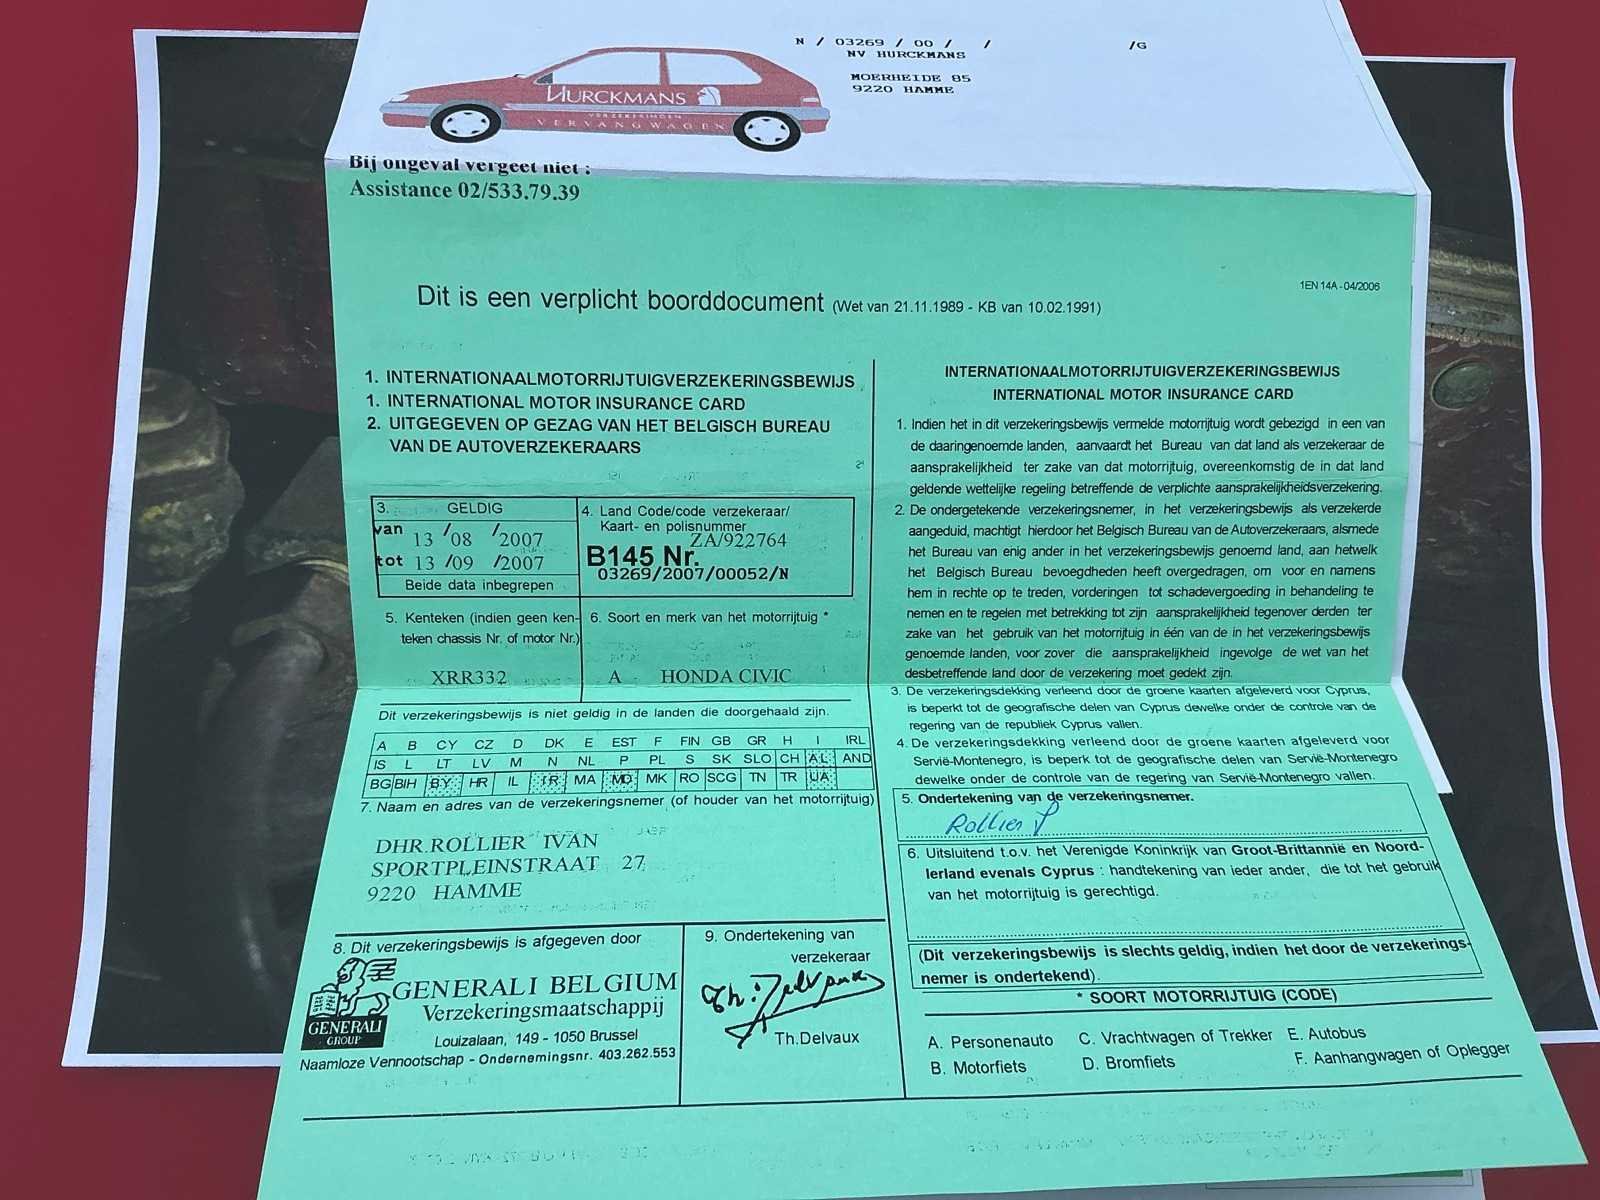 N / 03269 / 00 / / /G
NV HURCKMANS
MOERHEIDE 85
9220 HAMME
HURCKMANS
VERZEKERINGEN
VERVANGWAGEN
Bij ongeval vergeet niet :
Assistance 02/533.79.39
1EN 14A - 04/2006
Dit is een verplicht boorddocument (Wet van 21.11.1989 - KB van 10.02.1991)
1. INTERNATIONAALMOTORRIJTUIGVERZEKERINGSBEWIJS
1. INTERNATIONAL MOTOR INSURANCE CARD
2. UITGEGEVEN OP GEZAG VAN HET BELGISCH BUREAU
VAN DE AUTOVERZEKERAARS
3. GELDIG
van 13 /08 /2007
tot 13 /09 /2007
Beide data inbegrepen
4. Land Code/code verzekeraar/
Kaart- en polisnummer
ZA/922764
B145 Nr.
03269/2007/00052/N
5. Kenteken (indien geen ken-
teken chassis Nr. of motor Nr.)
XRR332
6. Soort en merk van het motorrijtuig *
A HONDA CIVIC
Dit verzekeringsbewijs is niet geldig in de landen die doorgehaald zijn.
A B CY CZ D DK E EST F FIN GB GR H I IRL
IS L LT LV M N NL P PL S SK SLO CH AL AND
BG BIH BY HR IL IR MA MD MK RO SCG TN TR UA
7. Naam en adres van de verzekeringsnemer (of houder van het motorrijtuig)
DHR.ROLLIER IVAN
SPORTPLEINSTRAAT 27
9220 HAMME
8. Dit verzekeringsbewijs is afgegeven door
GENERALI
GROUP
GENERALI BELGIUM
Verzekeringsmaatschappij
Louizalaan, 149 - 1050 Brussel
Naamloze Vennootschap - Ondernemingsnr. 403.262.553
9. Ondertekening van
verzekeraar
Th. Delvaux
Th.Delvaux
INTERNATIONAALMOTORRIJTUIGVERZEKERINGSBEWIJS
INTERNATIONAL MOTOR INSURANCE CARD
1. Indien het in dit verzekeringsbewijs vermelde motorrijtuig wordt gebezigd in een van
de daaringenoemde landen, aanvaardt het Bureau van dat land als verzekeraar de
aansprakelijkheid ter zake van dat motorrijtuig, overeenkomstig de in dat land
geldende wettelijke regeling betreffende de verplichte aansprakelijkheidsverzekering.
2. De ondergetekende verzekeringsnemer, in het verzekeringsbewijs als verzekerde
aangeduid, machtigt hierdoor het Belgisch Bureau van de Autoverzekeraars, alsmede
het Bureau van enig ander in het verzekeringsbewijs genoemd land, aan hetwelk
het Belgisch Bureau bevoegdheden heeft overgedragen, om voor en namens
hem in rechte op te treden, vorderingen tot schadevergoeding in behandeling te
nemen en te regelen met betrekking tot zijn aansprakelijkheid tegenover derden ter
zake van het gebruik van het motorrijtuig in één van de in het verzekeringsbewijs
genoemde landen, voor zover die aansprakelijkheid ingevolge de wet van het
desbetreffende land door de verzekering moet gedekt zijn.
3. De verzekeringsdekking verleend door de groene kaarten afgeleverd voor Cyprus,
is beperkt tot de geografische delen van Cyprus dewelke onder de controle van de
regering van de republiek Cyprus vallen.
4. De verzekeringsdekking verleend door de groene kaarten afgeleverd voor
Servië-Montenegro, is beperkt tot de geografische delen van Servië-Montenegro
dewelke onder de controle van de regering van Servië-Montenegro vallen.
5. Ondertekening van de verzekeringsnemer.
Rollier
6. Uitsluitend t.o.v. het Verenigde Koninkrijk van Groot-Brittannië en Noord-
Ierland evenals Cyprus : handtekening van ieder ander, die tot het gebruik
van het motorrijtuig is gerechtigd.
(Dit verzekeringsbewijs is slechts geldig, indien het door de verzekerings-
nemer is ondertekend).
* SOORT MOTORRIJTUIG (CODE)
A. Personenauto C. Vrachtwagen of Trekker E. Autobus
B. Motorfiets D. Bromfiets F. Aanhangwagen of Oplegger